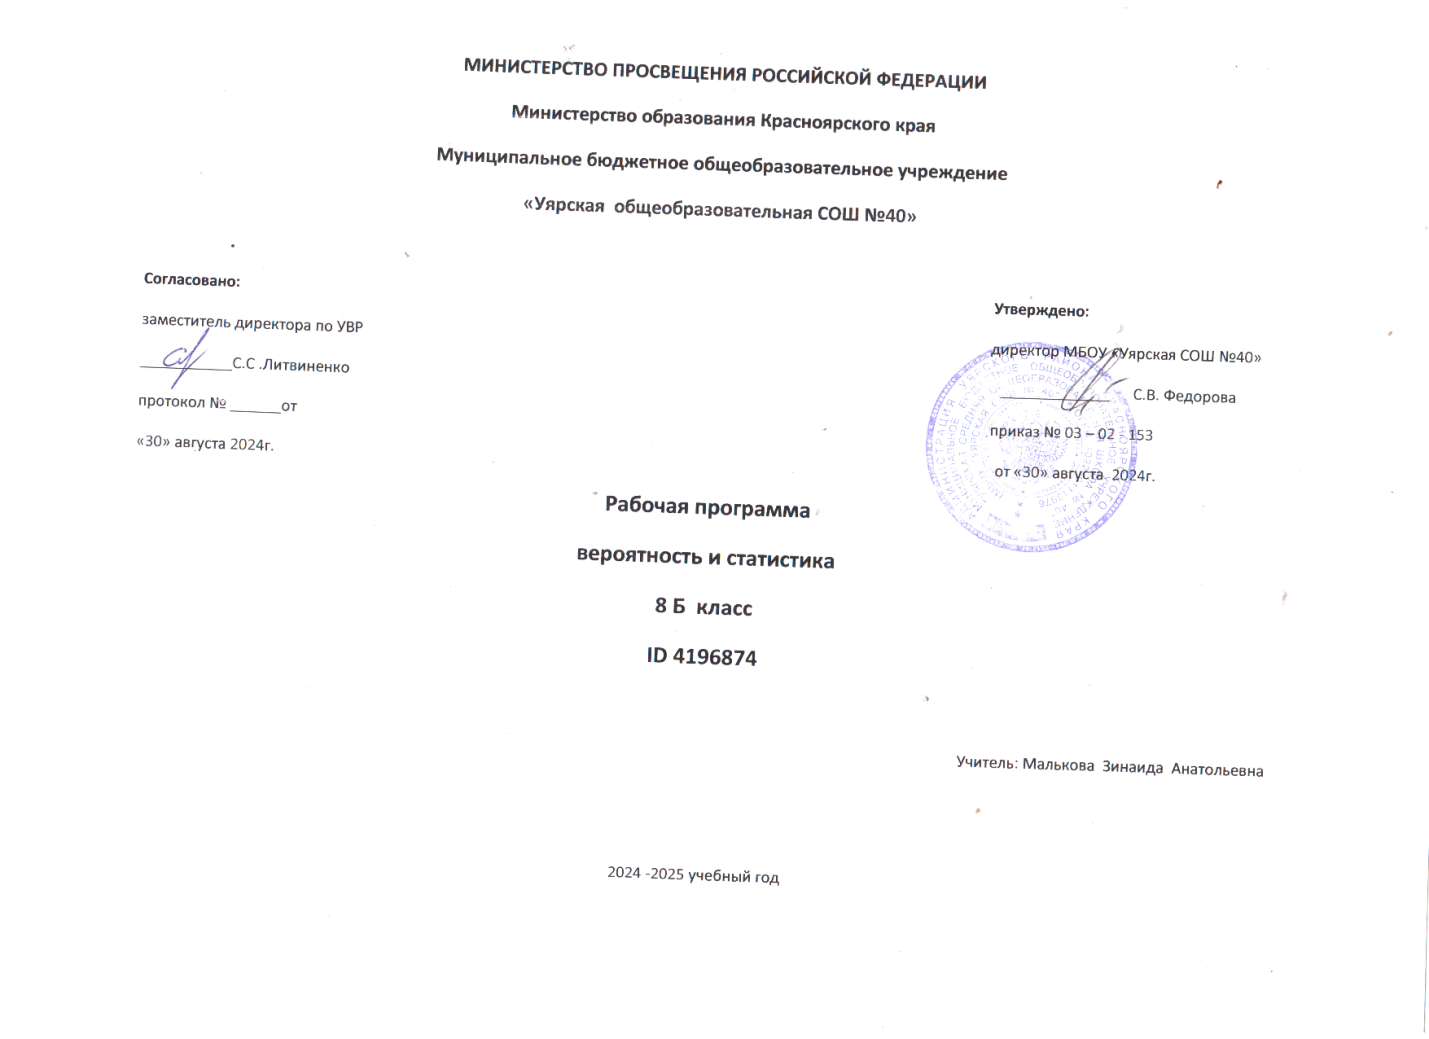 МИНИСТЕРСТВО ПРОСВЕЩЕНИЯ РОССИЙСКОЙ ФЕДЕРАЦИИ
Министерство образования Красноярского края
Муниципальное бюджетное общеобразовательное учреждение
«Уярская общеобразовательная СОШ №40»
Согласовано:
заместитель директора по УВР
___________С.С .Литвиненко
протокол № ______от
«30» августа 2024г.
Утверждено:
директор МБОУ «Уярская СОШ №40»
_____________ С.В. Федорова
приказ № 03 – 02 - 153
от «30» августа 2024г.
Рабочая программа
вероятность и статистика
8 Б класс
ID 4196874
Учитель: Малькова Зинаида Анатольевна
2024 -2025 учебный год